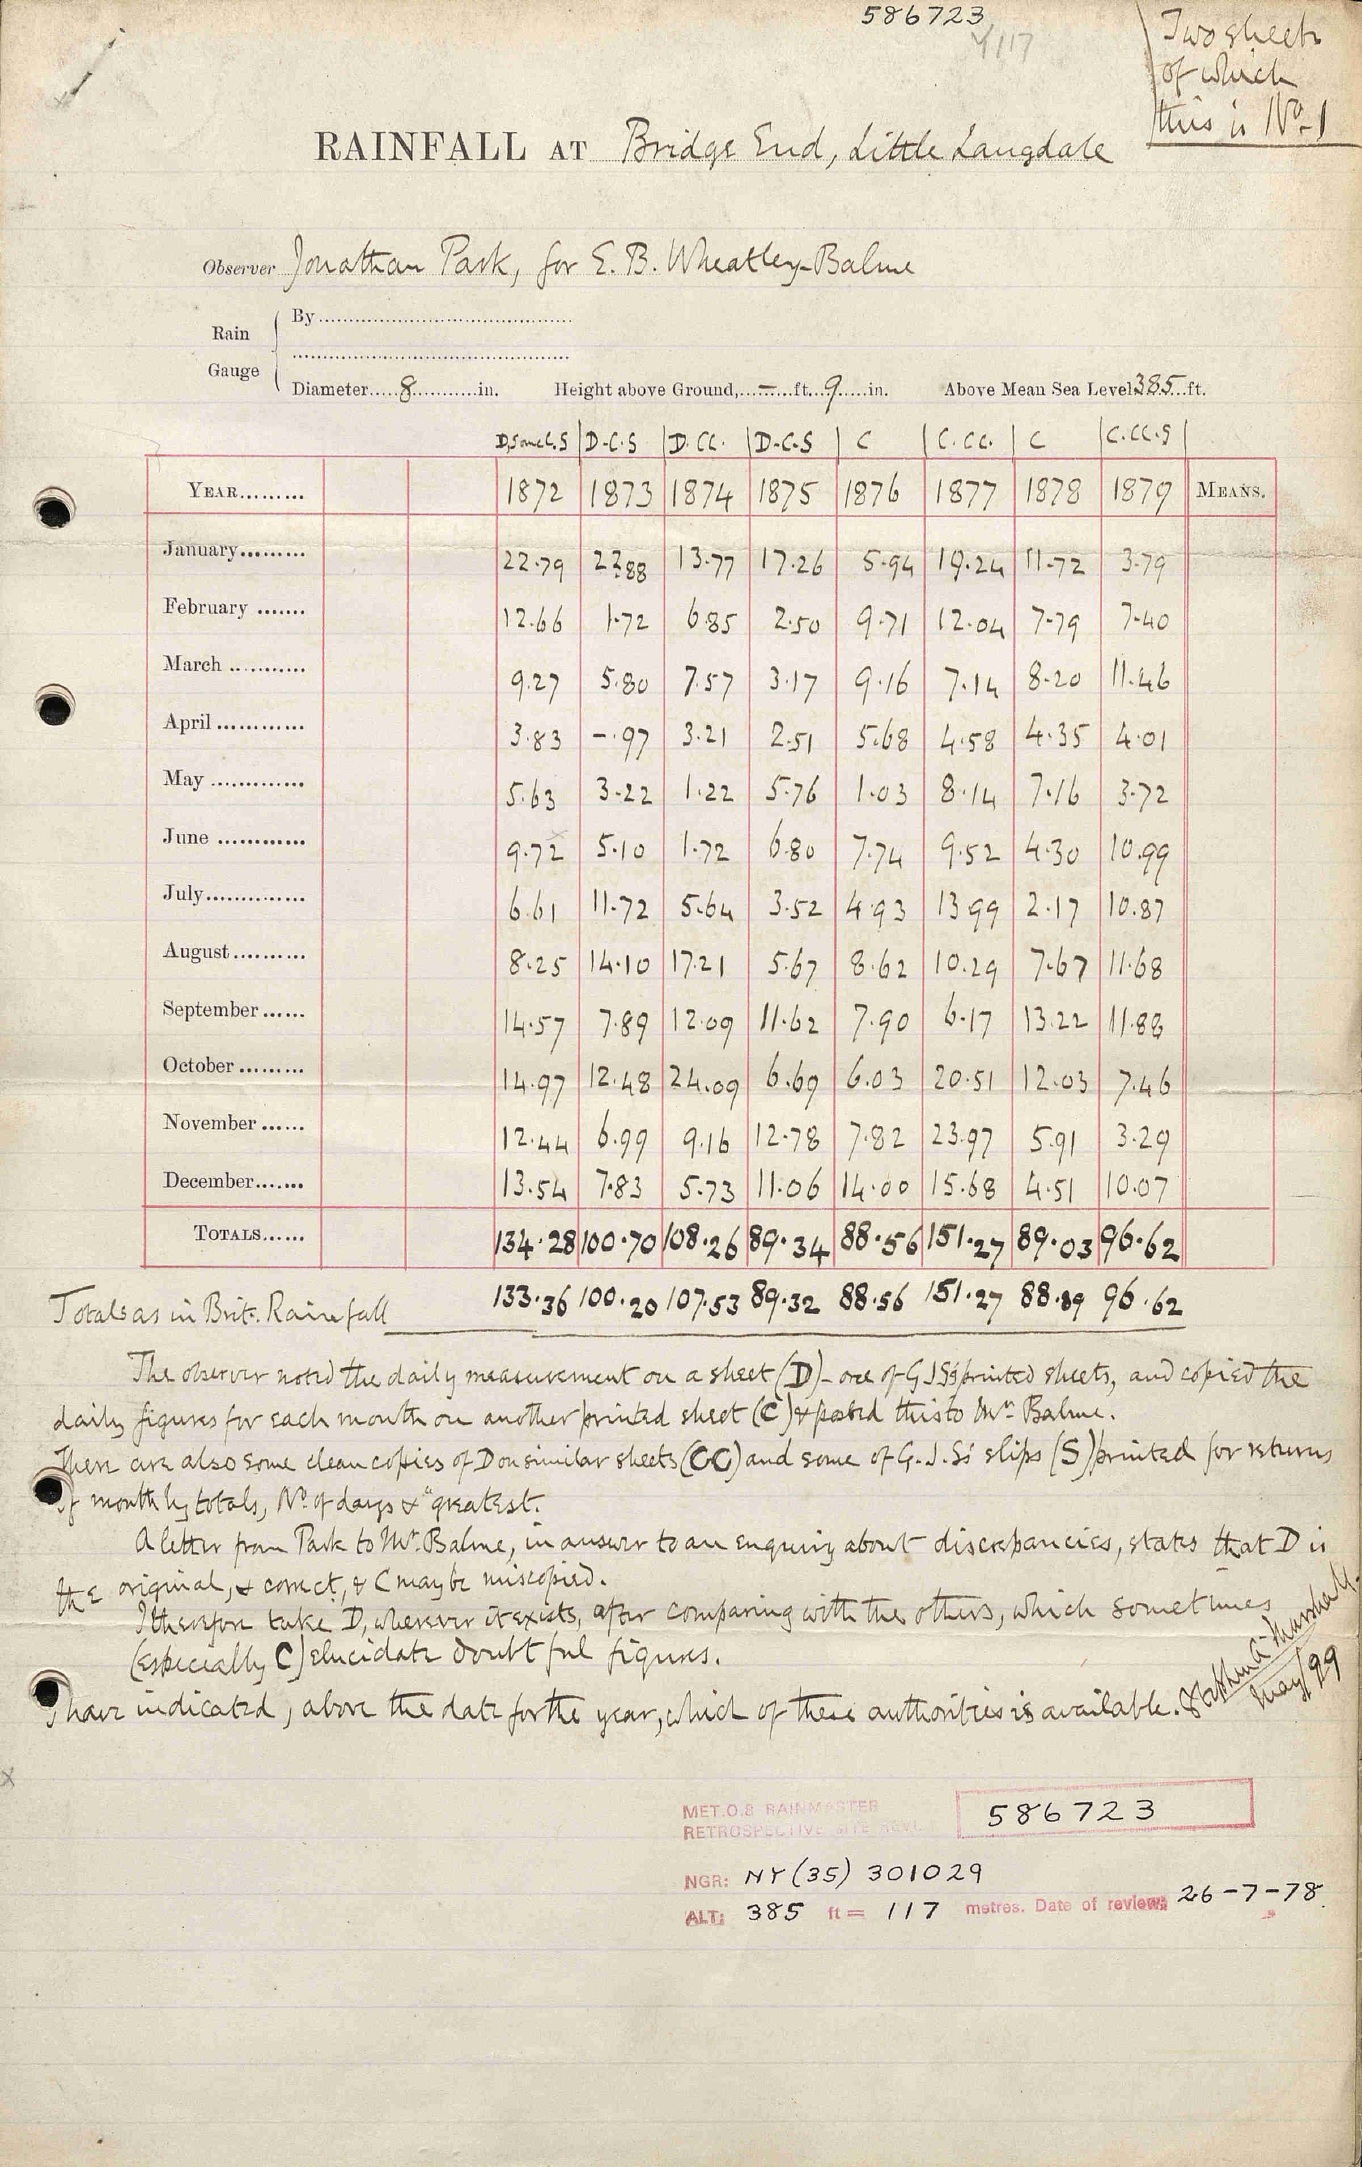 586723
4/117
Two sheets
of which
this is No. 1
RAINFALL AT Bridge End, Little Langdale
Observer Jonathan Park, for E. B. Wheatley-Balme
Rain Gauge
By
Diameter 8 in. Height above Ground, – ft. 9 in. Above Mean Sea Level 385 ft.
D, some C. S D-C-S D. CC. D-C-S C C. CC. C C. CC. S
YEAR 1872 1873 1874 1875 1876 1877 1878 1879 MEANS.
January 22.79 22.88 13.77 17.26 5.94 19.24 11.72 3.79
February 12.66 1.72 6.85 2.50 9.71 12.04 7.79 7.40
March 9.27 5.80 7.57 3.17 9.16 7.14 8.20 11.46
April 3.83 –.97 3.21 2.51 5.68 4.58 4.35 4.01
May 5.63 3.22 1.22 5.76 1.03 8.14 7.16 3.72
June 9.72 5.10 1.72 6.80 7.74 9.52 4.30 10.99
July 6.61 11.72 5.64 3.52 4.93 13.99 2.17 10.87
August 8.25 14.10 17.21 5.67 8.62 10.29 7.67 11.68
September 14.57 7.89 12.09 11.62 7.90 6.17 13.22 11.88
October 14.97 12.48 24.09 6.69 6.03 20.51 12.03 7.46
November 12.44 6.99 9.16 12.78 7.82 23.97 5.91 3.29
December 13.54 7.83 5.73 11.06 14.00 15.68 4.51 10.07
TOTALS 134.28 100.70 108.26 89.34 88.56 151.27 89.03 96.62
Totals as in Brit. Rainfall 133.36 100.20 107.53 89.32 88.56 151.27 88.89 96.62
The observer noted the daily measurement on a sheet (D) - one of G J S's printed sheets, and copied the
daily figures for each month on another printed sheet (C) & posted this to Mr. Balme.
There are also some clean copies of D on similar sheets (CC) and some of G. J. S's slips (S) printed for returns
of monthly totals, No. of days & "greatest.
A letter from Park to Mr. Balme, in answer to an enquiry about discrepancies, states that D is
the original, & correct, & C may be miscopied.
I therefore take D, wherever it exists, after comparing with the others, which sometimes
(especially C) elucidate doubtful figures.
I have indicated, above the date for the year, which of these authorities is available.
Arthur A. Marshall
May/99
MET.O.8 RAINMASTER
RETROSPECTIVE SITE 586723
NGR: NY (35) 301029
ALT: 385 ft = 117 metres. Date of review: 26-7-78.